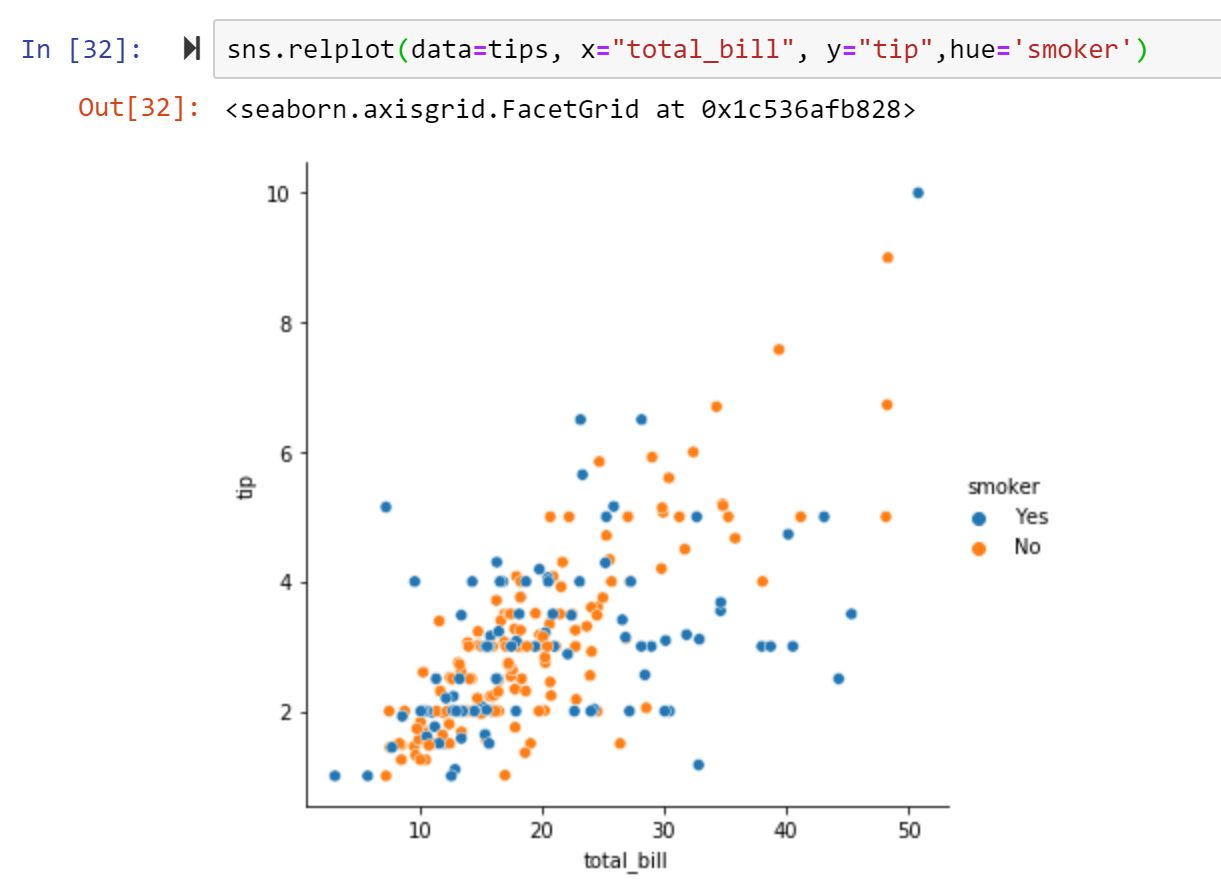 In [32]: sns.relplot(data=tips, x="total_bill", y="tip",hue='smoker')
Out[32]: <seaborn.axisgrid.FacetGrid at 0x1c536afb828>
10
8
6
4
2
tip
smoker
Yes
No
10 20 30 40 50
total_bill